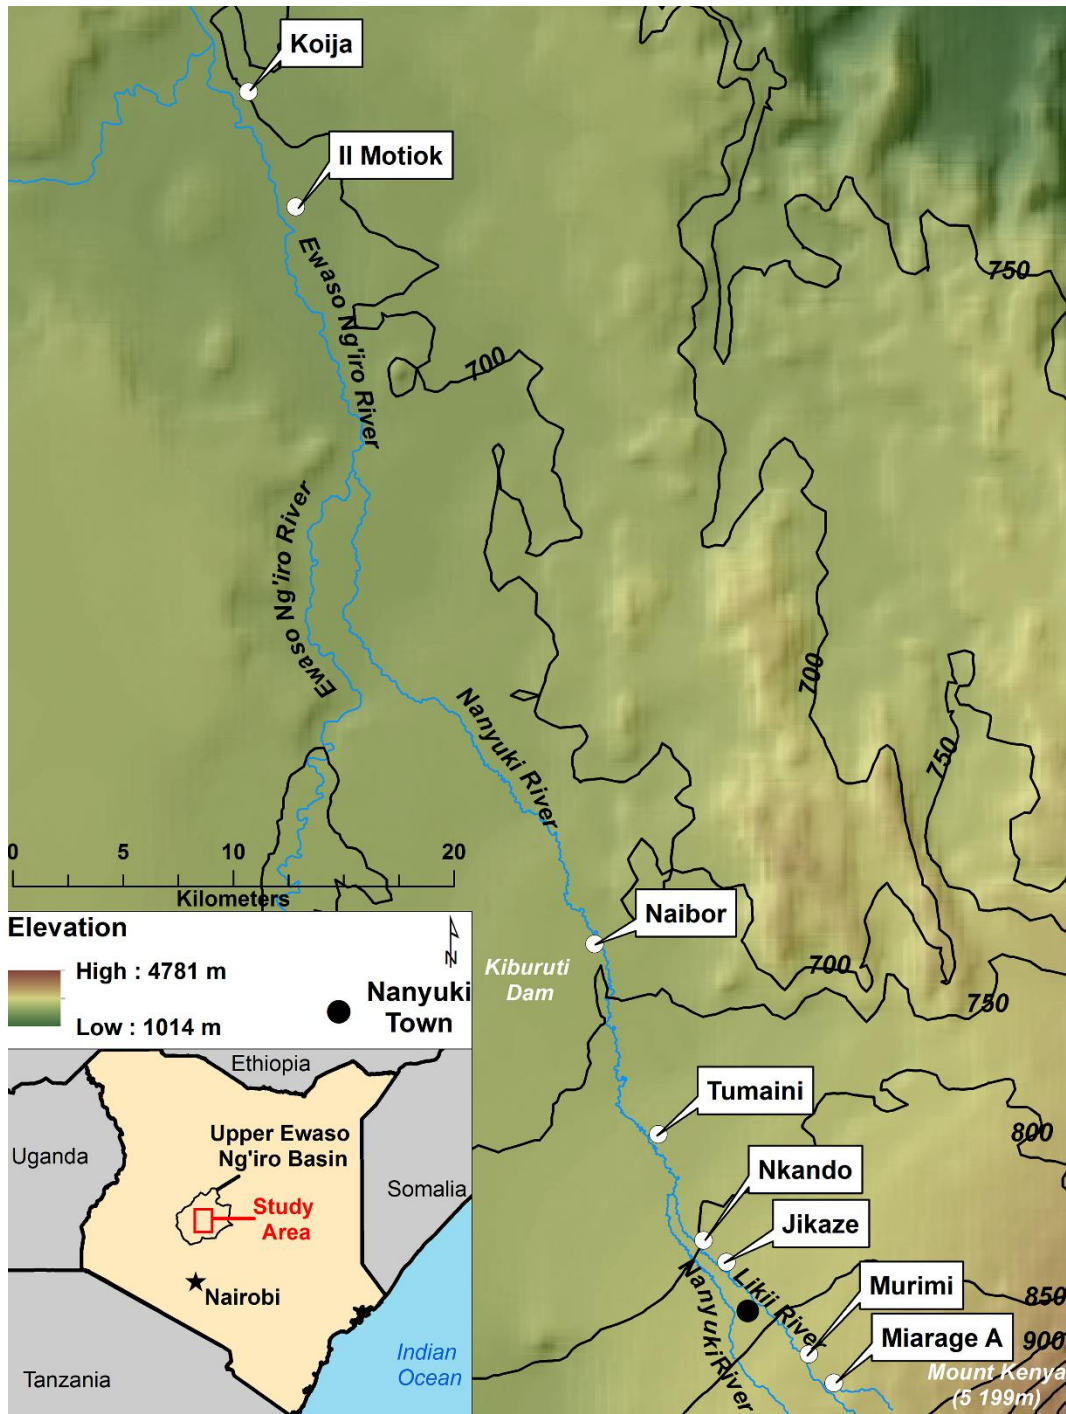 Koija
Il Motiok
Ewaso Ng'iro River
750
700
Ewaso Ng'iro River
700
750
Nanyuki River
0 5 10 20
Kilometers
Naibor
Kiburuti
Dam
700
750
Elevation
High : 4781 m
Low : 1014 m
N
Nanyuki
Town
Tumaini
800
Nkando
Jikaze
Likii River
Nanyuki River
Murimi
850
Miarage A
900
Mount Kenya
(5 199m)
Ethiopia
Uganda
Upper Ewaso
Ng'iro Basin
Somalia
Study
Area
Nairobi
Indian
Ocean
Tanzania